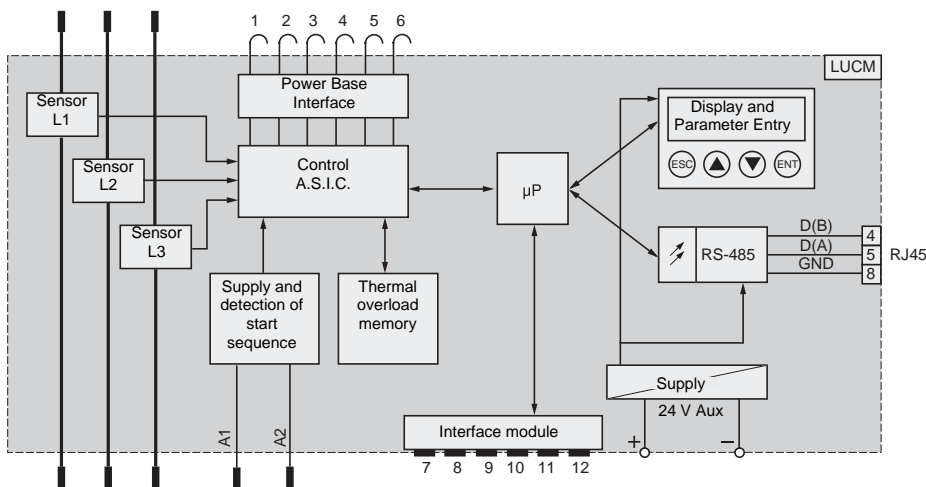 1 2 3 4 5 6
LUCM
Power Base
Interface
Sensor
L1
Sensor
L2
Sensor
L3
Control
A.S.I.C.
µP
Display and
Parameter Entry
ESC ENT
RS-485
D(B)
D(A)
GND
4
5
8
RJ45
Supply and
detection of
start
sequence
Thermal
overload
memory
Supply
24 V Aux
+ −
A1
A2
Interface module
7 8 9 10 11 12